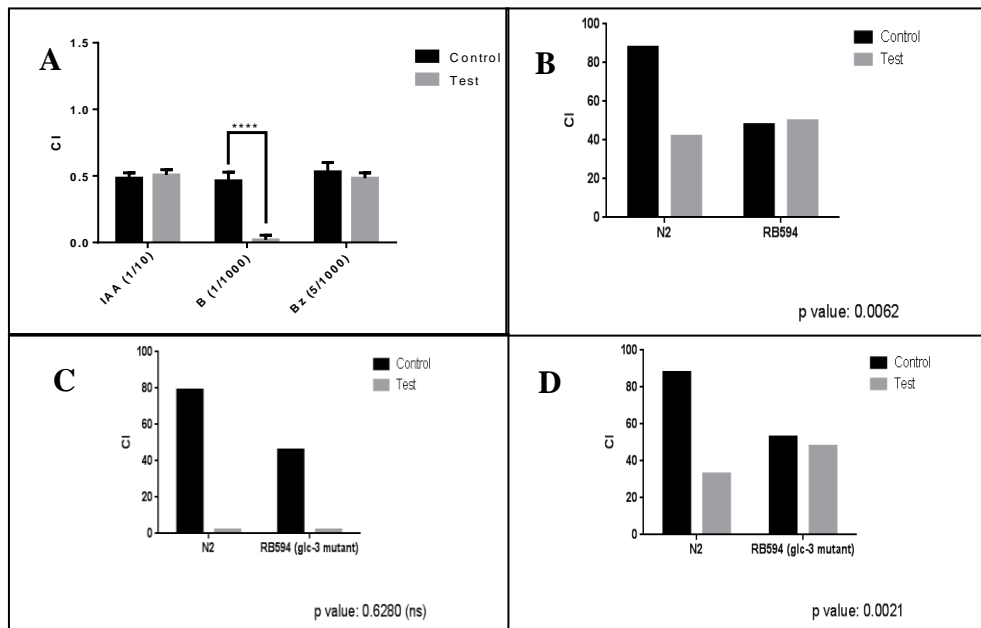 A
1.5
1.0
0.5
0.0
CI
Control
Test
****
IAA (1/10)
B (1/1000)
Bz (5/1000)
B
100
80
60
40
20
0
CI
Control
Test
N2
RB594
p value: 0.0062
C
100
80
60
40
20
0
CI
Control
Test
N2
RB594 (glc-3 mutant)
p value: 0.6280 (ns)
D
100
80
60
40
20
0
CI
Control
Test
N2
RB594 (glc-3 mutant)
p value: 0.0021